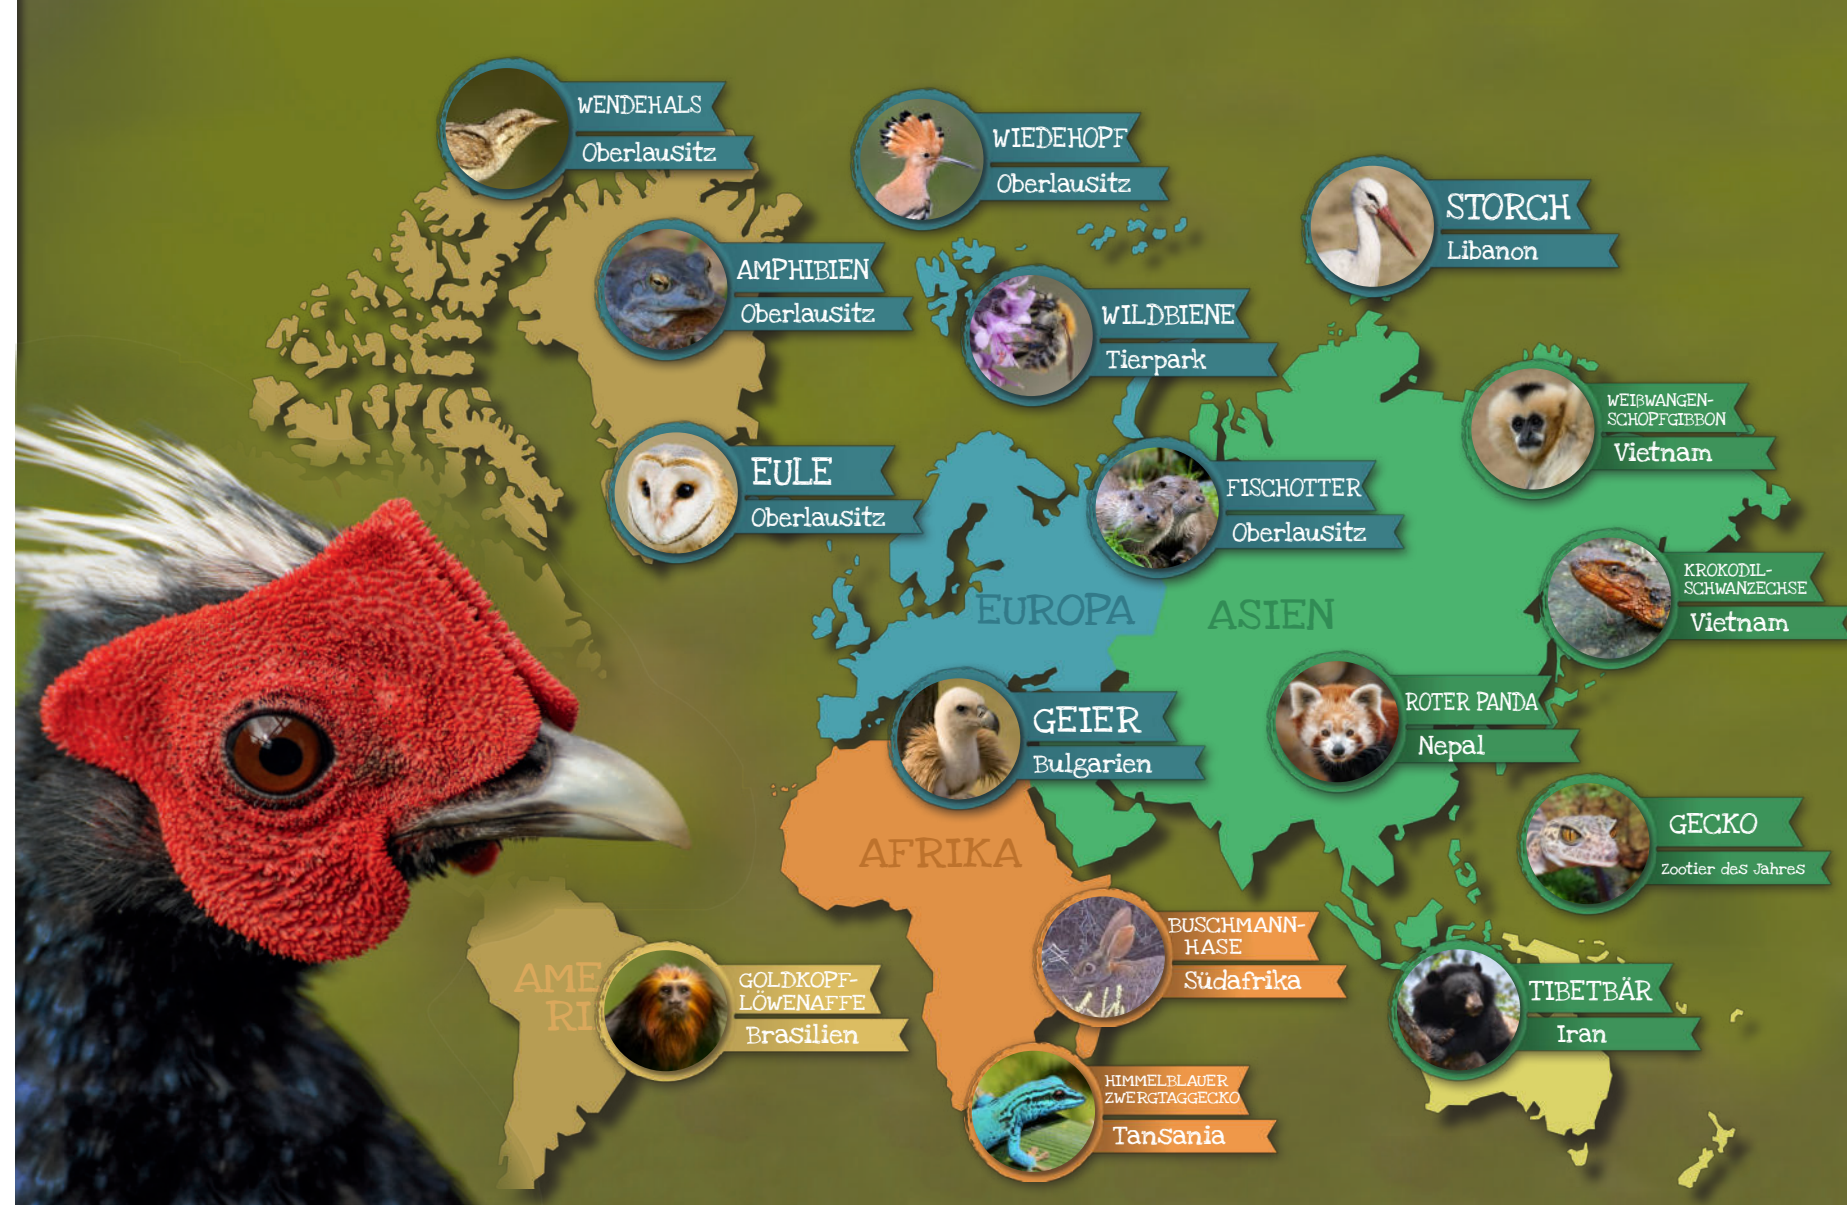 WENDEHALS
Oberlausitz
WIEDEHOPF
Oberlausitz
STORCH
Libanon
AMPHIBIEN
Oberlausitz
WILDBIENE
Tierpark
WEIßWANGEN-
SCHOPFGIBBON
Vietnam
EULE
Oberlausitz
FISCHOTTER
Oberlausitz
KROKODIL-
SCHWANZECHSE
Vietnam
EUROPA
ASIEN
ROTER PANDA
Nepal
GEIER
Bulgarien
GECKO
Zootier des Jahres
AFRIKA
BUSCHMANN-
HASE
Südafrika
AME
RI
GOLDKOPF-
LÖWENAFFE
Brasilien
TIBETBÄR
Iran
HIMMELBLAUER
ZWERGTAGGECKO
Tansania